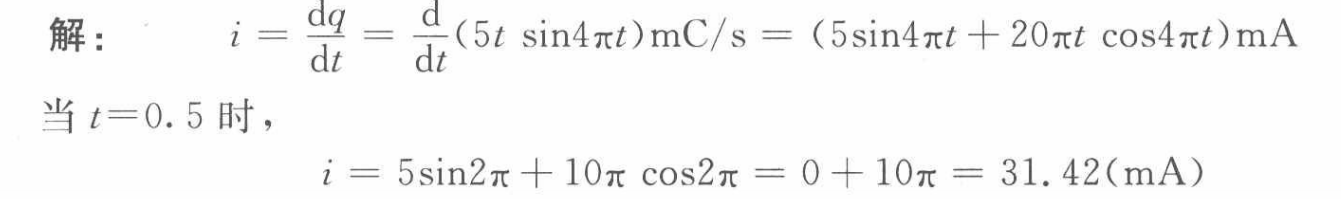 解： i = dq/dt = d/dt (5t sin4πt)mC/s = (5sin4πt + 20πt cos4πt)mA
当 t=0.5 时，
i = 5sin2π + 10π cos2π = 0 + 10π = 31.42(mA)